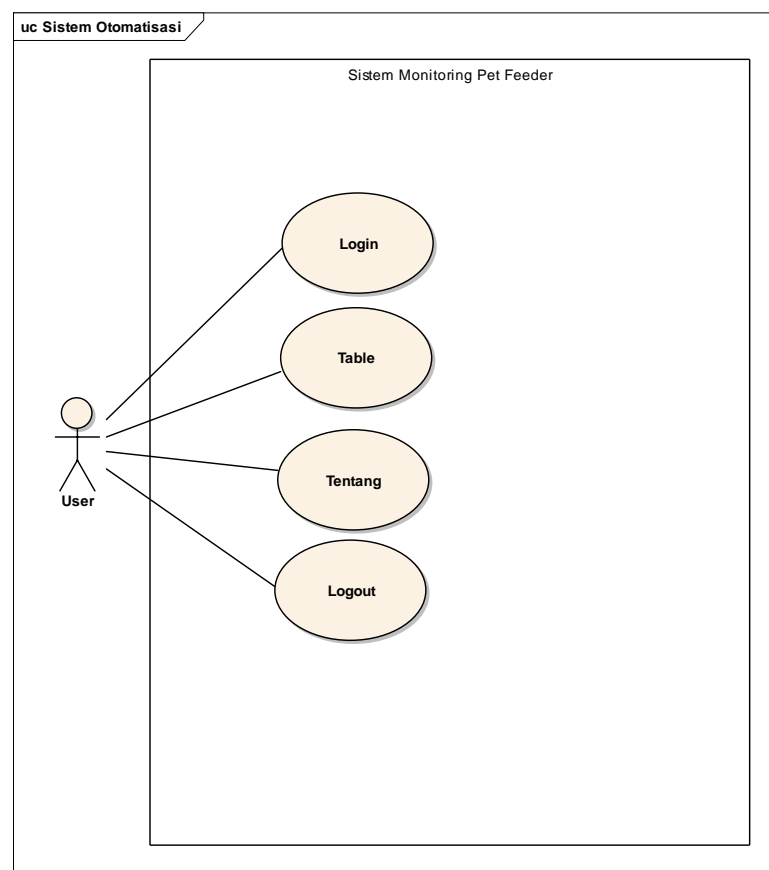 uc Sistem Otomatisasi
Sistem Monitoring Pet Feeder
Login
Table
Tentang
User
Logout